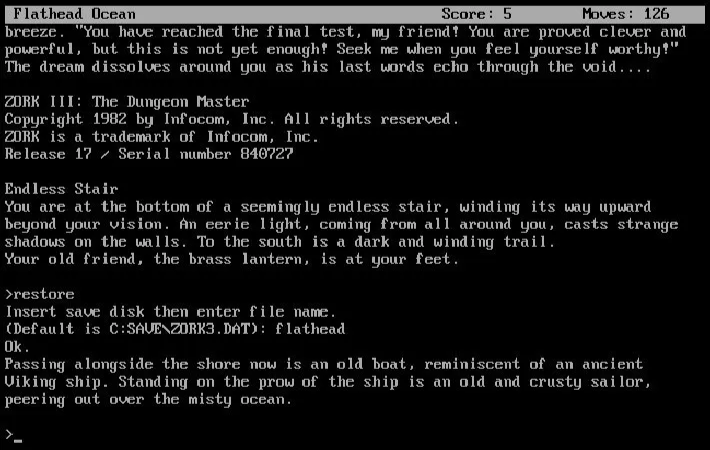 Flathead Ocean Score: 5 Moves: 126
breeze. "You have reached the final test, my friend! You are proved clever and
powerful, but this is not yet enough! Seek me when you feel yourself worthy!"
The dream dissolves around you as his last words echo through the void....
ZORK III: The Dungeon Master
Copyright 1982 by Infocom, Inc. All rights reserved.
ZORK is a trademark of Infocom, Inc.
Release 17 / Serial number 840727
Endless Stair
You are at the bottom of a seemingly endless stair, winding its way upward
beyond your vision. An eerie light, coming from all around you, casts strange
shadows on the walls. To the south is a dark and winding trail.
Your old friend, the brass lantern, is at your feet.
>restore
Insert save disk then enter file name.
(Default is C:SAVE\ZORK3.DAT): flathead
Ok.
Passing alongside the shore now is an old boat, reminiscent of an ancient
Viking ship. Standing on the prow of the ship is an old and crusty sailor,
peering out over the misty ocean.
>_